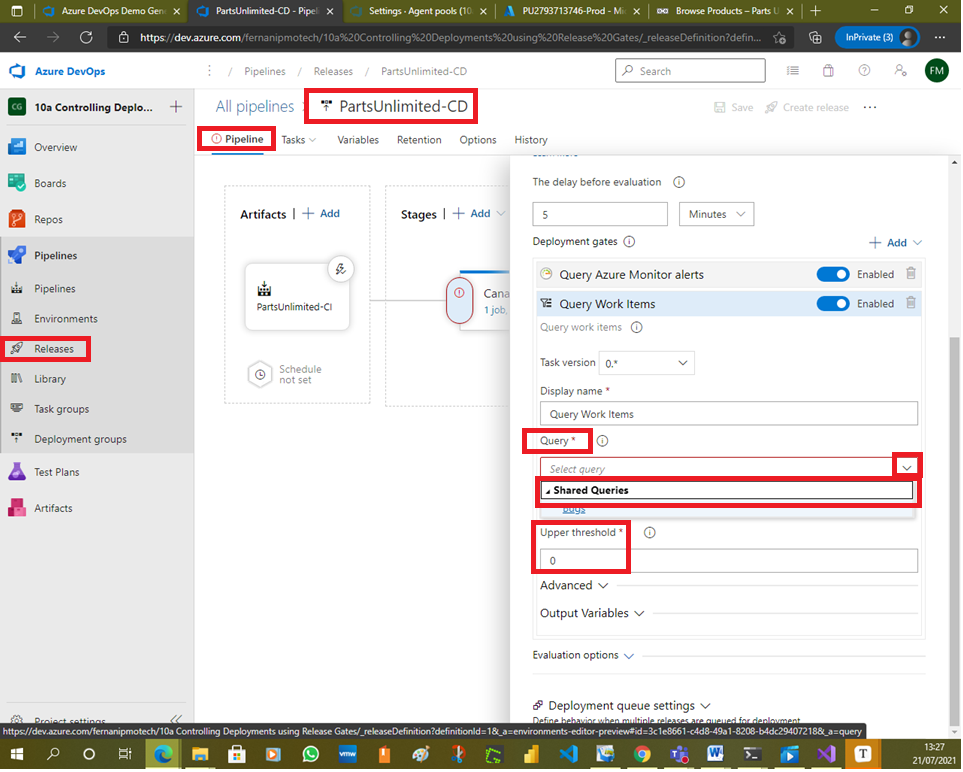 Azure DevOps Demo Gen
PartsUnlimited-CD - Pipel
Settings · Agent pools (10
PU2793713746-Prod - Mi
Browse Products – Parts U
https://dev.azure.com/fernanipmotech/10a%20Controlling%20Deployments%20using%20Release%20Gates/_releaseDefinition?defin...
InPrivate (3)
Azure DevOps
/ Pipelines / Releases / PartsUnlimited-CD
Search
FM
CG 10a Controlling Deplo...
All pipelines
PartsUnlimited-CD
Save
Create release
Pipeline
Tasks
Variables
Retention
Options
History
Overview
Boards
Repos
Pipelines
Pipelines
Environments
Releases
Library
Task groups
Deployment groups
Test Plans
Artifacts
Project settings
Artifacts | + Add
Stages | + Add
PartsUnlimited-CI
Schedule
not set
Cana
1 job,
The delay before evaluation
5
Minutes
Deployment gates
+ Add
Query Azure Monitor alerts
Enabled
Query Work Items
Enabled
Query work items
Task version
0.*
Display name *
Query Work Items
Query *
Select query
Shared Queries
Bugs
Upper threshold *
0
Advanced
Output Variables
Evaluation options
Deployment queue settings
Define behavior when multiple releases are queued for deployment
https://dev.azure.com/fernanipmotech/10a Controlling Deployments using Release Gates/_releaseDefinition?definitionId=1&_a=environments-editor-preview#id=3c1e8661-c4d8-49a1-8208-b4dc29407218&_a=query
vmw
13:27
21/07/2021